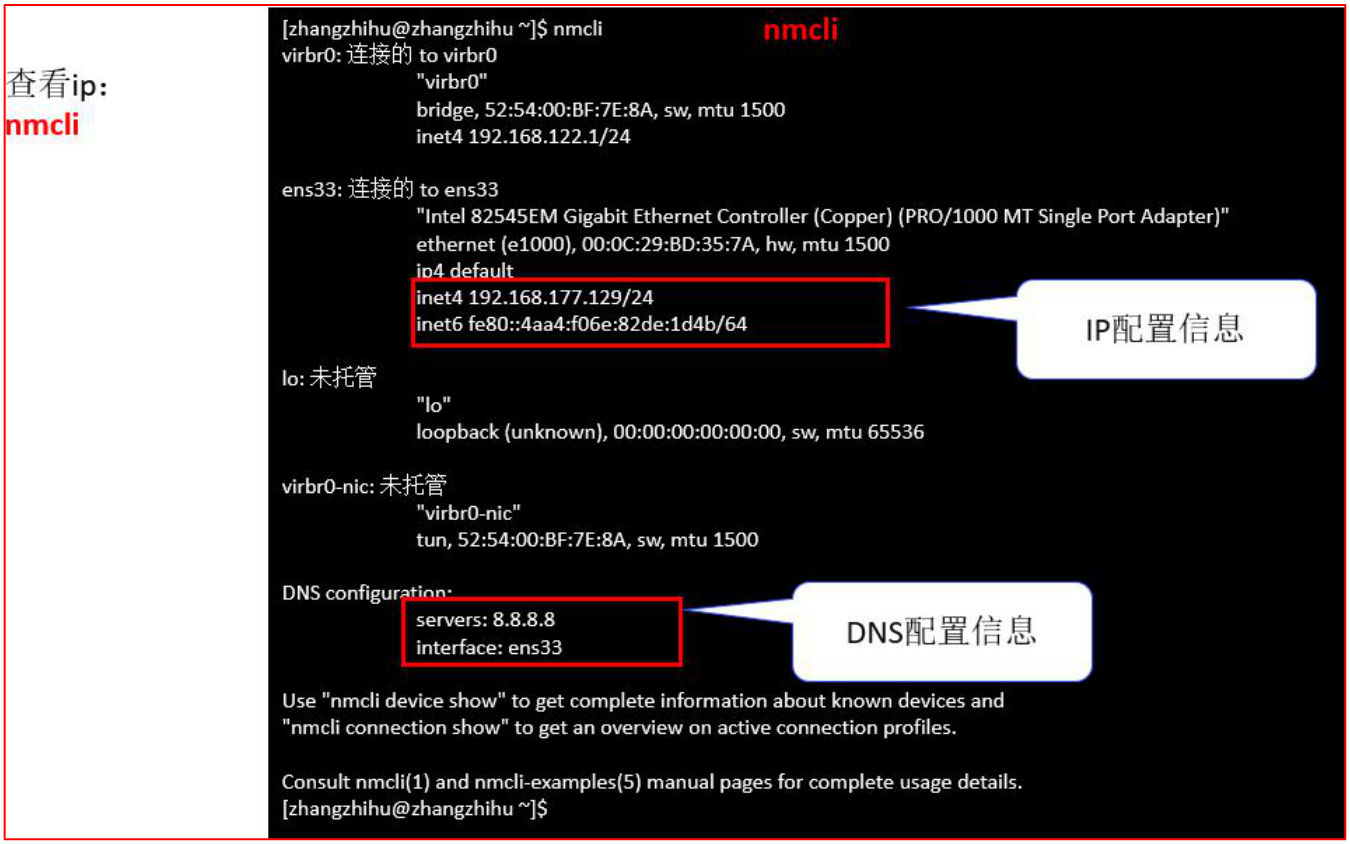 查看ip：
nmcli
nmcli
[zhangzhihu@zhangzhihu ~]$ nmcli
virbr0: 连接的 to virbr0
"virbr0"
bridge, 52:54:00:BF:7E:8A, sw, mtu 1500
inet4 192.168.122.1/24
ens33: 连接的 to ens33
"Intel 82545EM Gigabit Ethernet Controller (Copper) (PRO/1000 MT Single Port Adapter)"
ethernet (e1000), 00:0C:29:BD:35:7A, hw, mtu 1500
ip4 default
inet4 192.168.177.129/24
inet6 fe80::4aa4:f06e:82de:1d4b/64
IP配置信息
lo: 未托管
"lo"
loopback (unknown), 00:00:00:00:00:00, sw, mtu 65536
virbr0-nic: 未托管
"virbr0-nic"
tun, 52:54:00:BF:7E:8A, sw, mtu 1500
DNS configuration:
servers: 8.8.8.8
interface: ens33
DNS配置信息
Use "nmcli device show" to get complete information about known devices and
"nmcli connection show" to get an overview on active connection profiles.
Consult nmcli(1) and nmcli-examples(5) manual pages for complete usage details.
[zhangzhihu@zhangzhihu ~]$